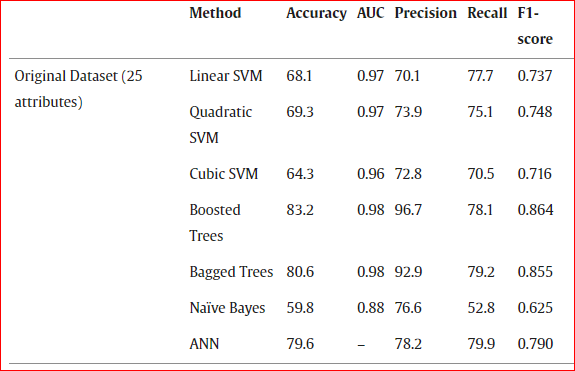 Method Accuracy AUC Precision Recall F1-
score
Original Dataset (25 Linear SVM 68.1 0.97 70.1 77.7 0.737
attributes)
Quadratic 69.3 0.97 73.9 75.1 0.748
SVM
Cubic SVM 64.3 0.96 72.8 70.5 0.716
Boosted 83.2 0.98 96.7 78.1 0.864
Trees
Bagged Trees 80.6 0.98 92.9 79.2 0.855
Naïve Bayes 59.8 0.88 76.6 52.8 0.625
ANN 79.6 – 78.2 79.9 0.790